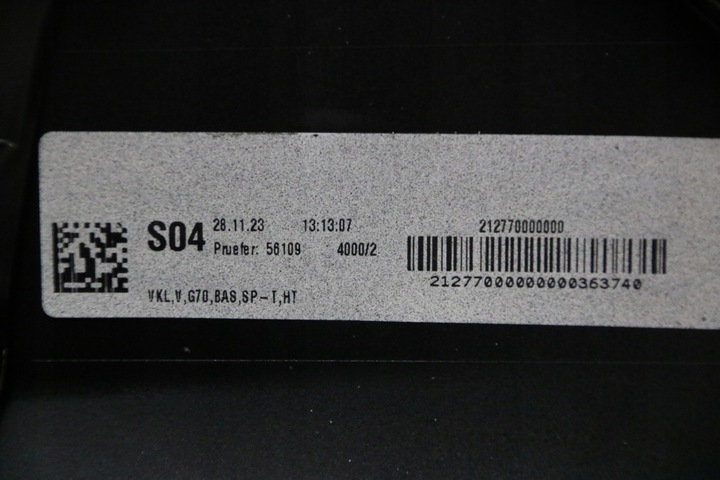 S04 28.11.23 13:13:07
Pruefer: 56109 4000/2
VKL,V,G70,BAS,SP-T,HT
212770000000
21277000000000363740